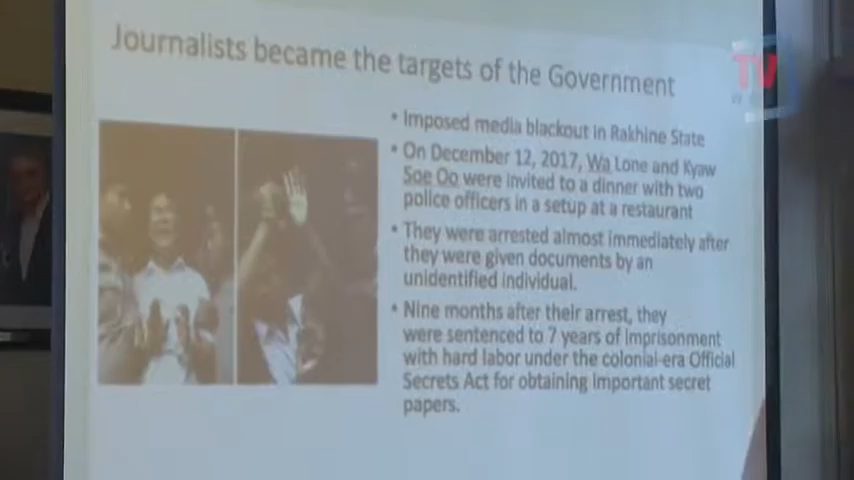 Journalists became the targets of the Government
TV
• Imposed media blackout in Rakhine State
• On December 12, 2017, Wa Lone and Kyaw
Soe Oo were invited to a dinner with two
police officers in a setup at a restaurant
• They were arrested almost immediately after
they were given documents by an
unidentified individual.
• Nine months after their arrest, they
were sentenced to 7 years of imprisonment
with hard labor under the colonial-era Official
Secrets Act for obtaining important secret
papers.